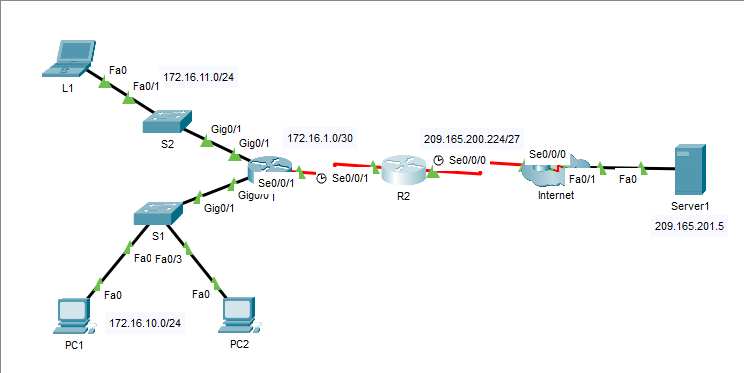 Fa0
172.16.11.0/24
L1
Fa0/1
Gig0/1
S2
Gig0/1
172.16.1.0/30
209.165.200.224/27
Se0/0/0
Se0/0/0
Se0/0/1
Se0/0/1
Fa0/1
Fa0
R2
Internet
Server1
209.165.201.5
Gig0/1
S1
Fa0
Fa0/3
Fa0
Fa0
172.16.10.0/24
PC1
PC2